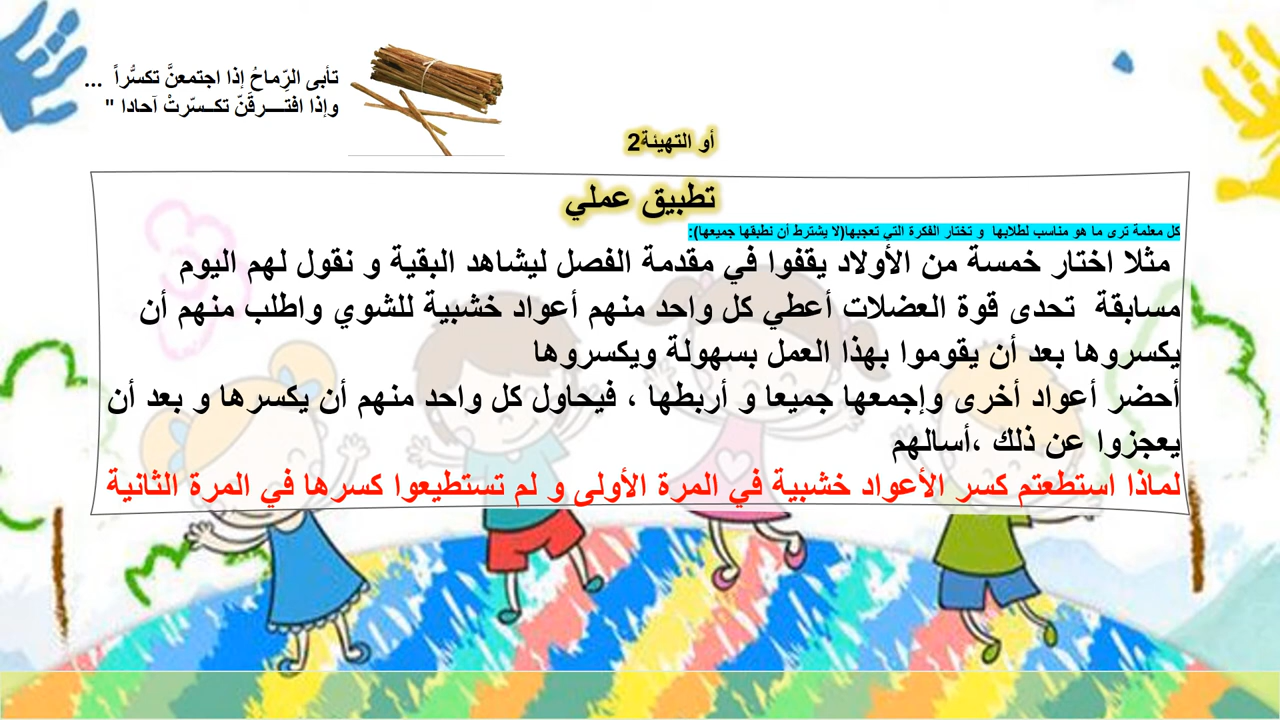 تأبى الرِّماحُ إذا اجتمعنَّ تكسُّراً ...
وإذا افتـــــرقَنّ تكــسّرتْ آحادا "
أو التهيئة2
تطبيق عملي
كل معلمة ترى ما هو مناسب لطلابها و تختار الفكرة التي تعجبها(لا يشترط أن نطبقها جميعها):
مثلا اختار خمسة من الأولاد يقفوا في مقدمة الفصل ليشاهد البقية و نقول لهم اليوم
مسابقة تحدى قوة العضلات أعطي كل واحد منهم أعواد خشبية للشوي واطلب منهم أن
يكسروها بعد أن يقوموا بهذا العمل بسهولة ويكسروها
أحضر أعواد أخرى وإجمعها جميعا و أربطها ، فيحاول كل واحد منهم أن يكسرها و بعد أن
يعجزوا عن ذلك ،أسالهم
لماذا استطعتم كسر الأعواد خشبية في المرة الأولى و لم تستطيعوا كسرها في المرة الثانية